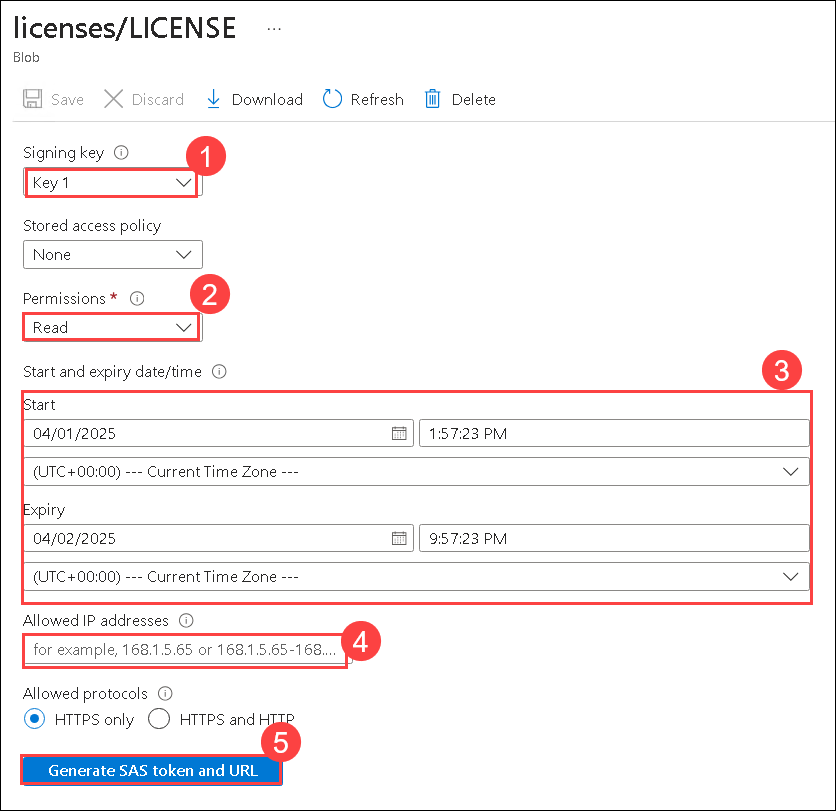 licenses/LICENSE ...
Blob
Save Discard Download Refresh Delete
Signing key
1
Key 1
Stored access policy
None
Permissions *
2
Read
Start and expiry date/time
3
Start
04/01/2025 1:57:23 PM
(UTC+00:00) --- Current Time Zone ---
Expiry
04/02/2025 9:57:23 PM
(UTC+00:00) --- Current Time Zone ---
Allowed IP addresses
4
for example, 168.1.5.65 or 168.1.5.65-168....
Allowed protocols
HTTPS only HTTPS and HTTP
5
Generate SAS token and URL